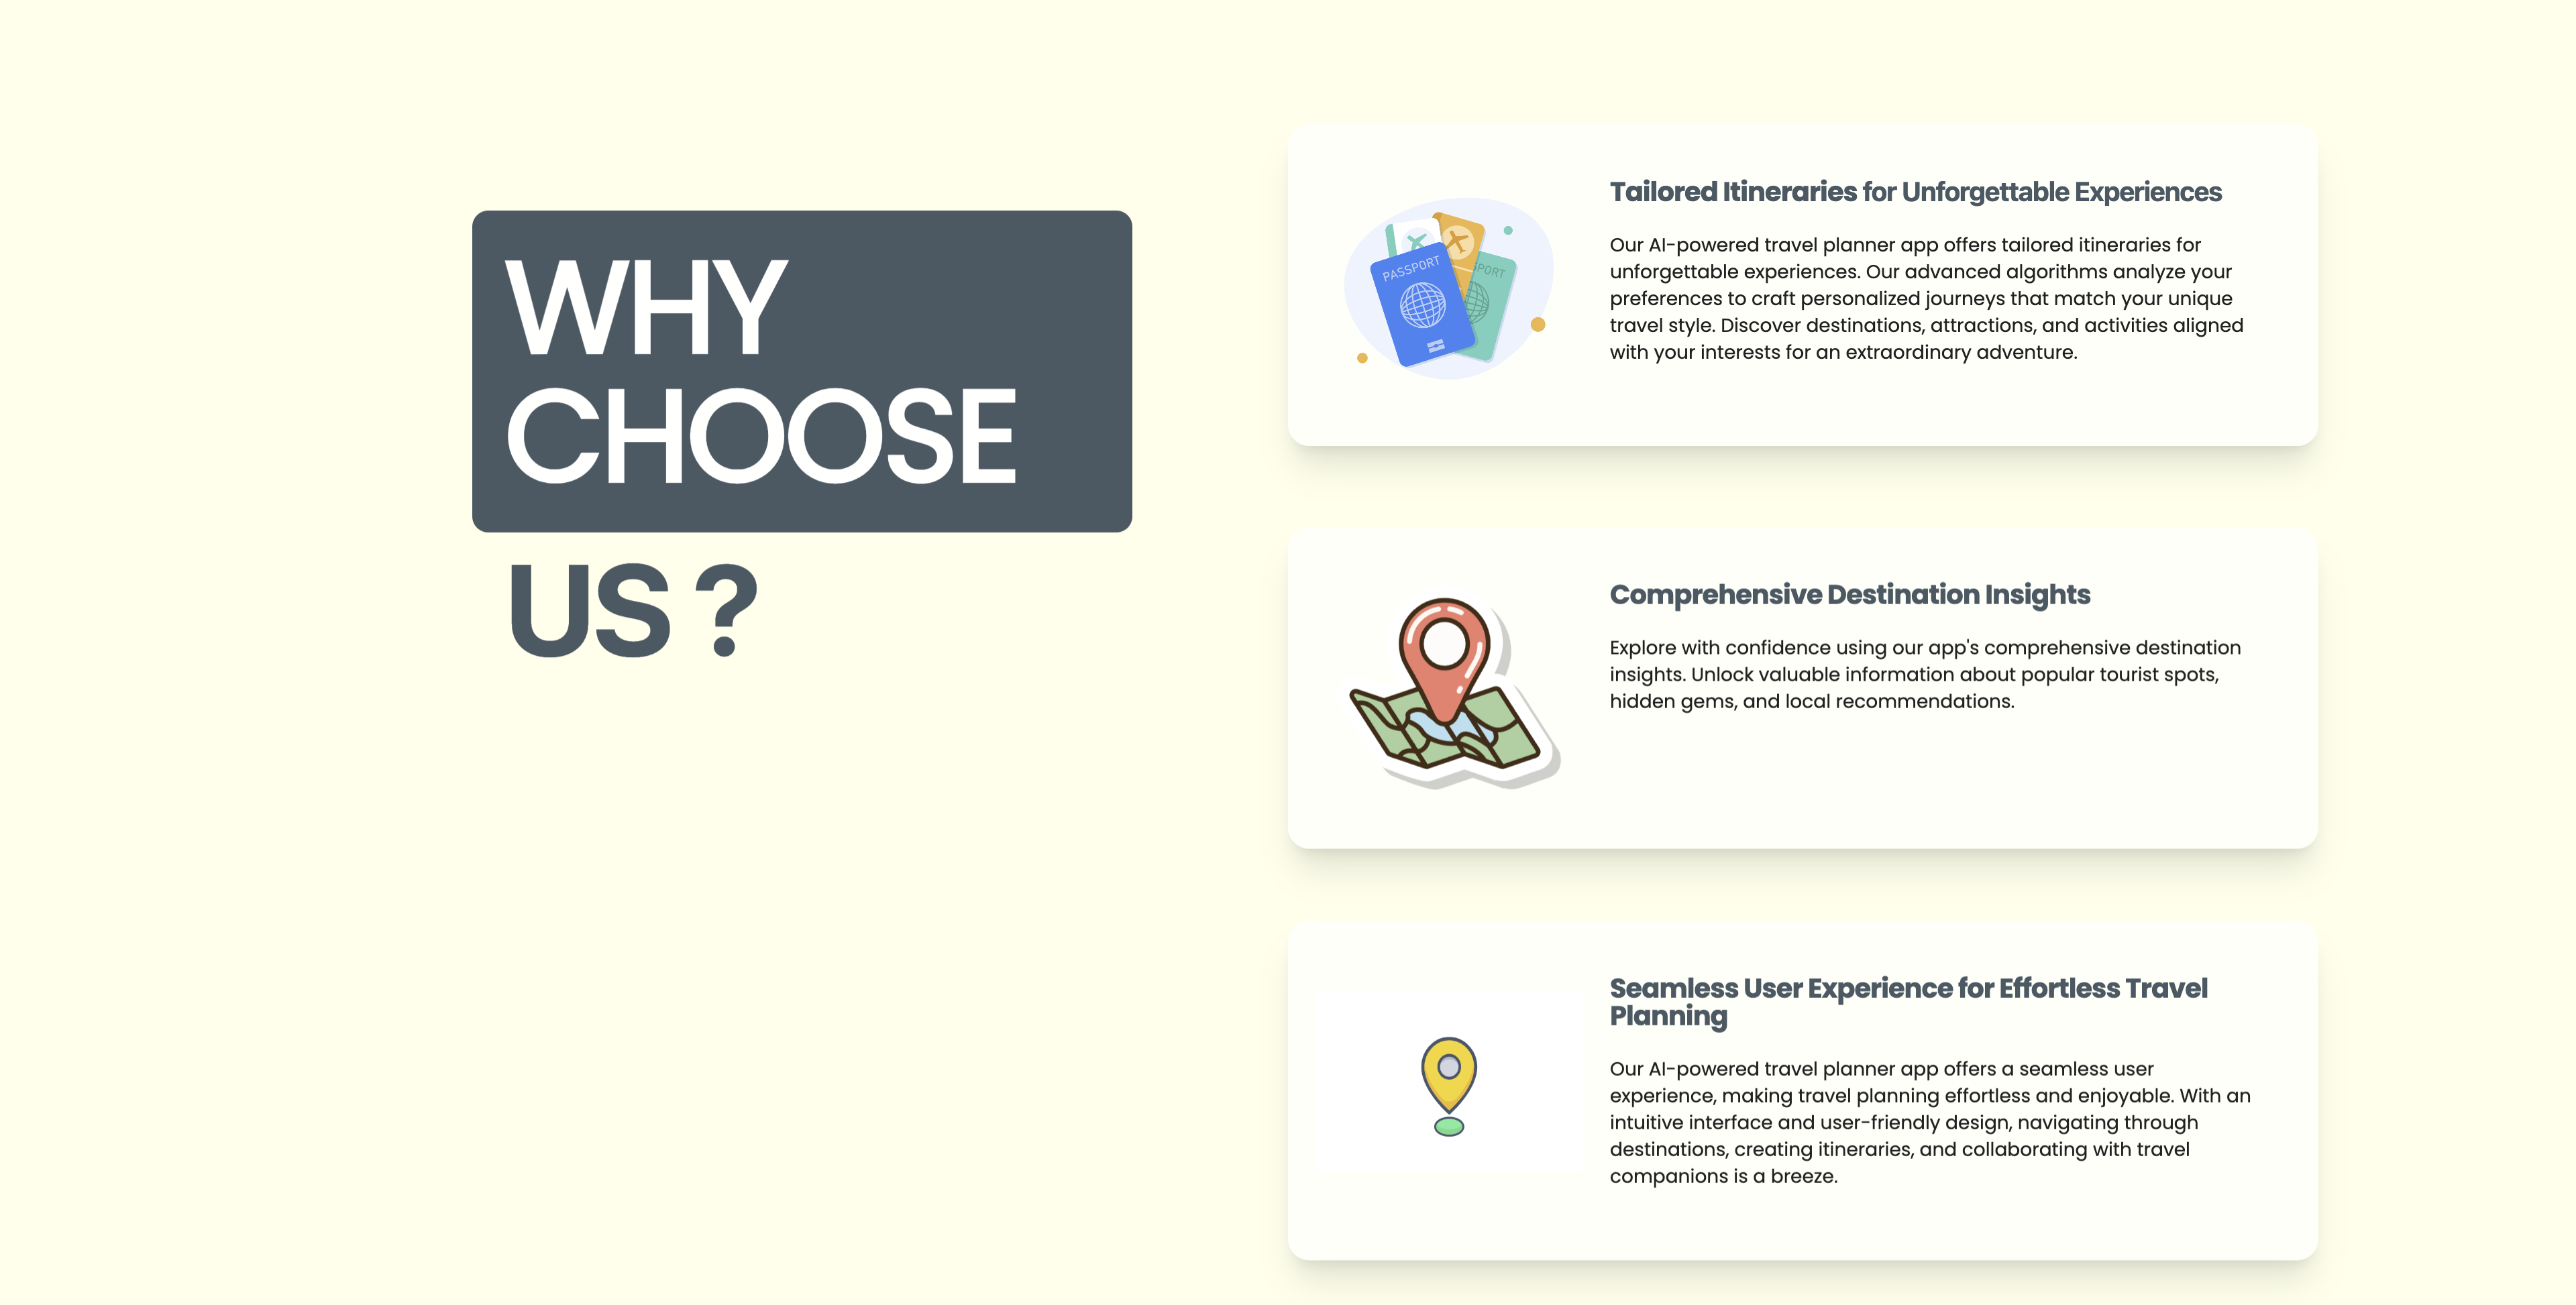 WHY
CHOOSE
US ?
PASSPORT
SPORT
Tailored Itineraries for Unforgettable Experiences
Our AI-powered travel planner app offers tailored itineraries for
unforgettable experiences. Our advanced algorithms analyze your
preferences to craft personalized journeys that match your unique
travel style. Discover destinations, attractions, and activities aligned
with your interests for an extraordinary adventure.
Comprehensive Destination Insights
Explore with confidence using our app's comprehensive destination
insights. Unlock valuable information about popular tourist spots,
hidden gems, and local recommendations.
Seamless User Experience for Effortless Travel
Planning
Our AI-powered travel planner app offers a seamless user
experience, making travel planning effortless and enjoyable. With an
intuitive interface and user-friendly design, navigating through
destinations, creating itineraries, and collaborating with travel
companions is a breeze.